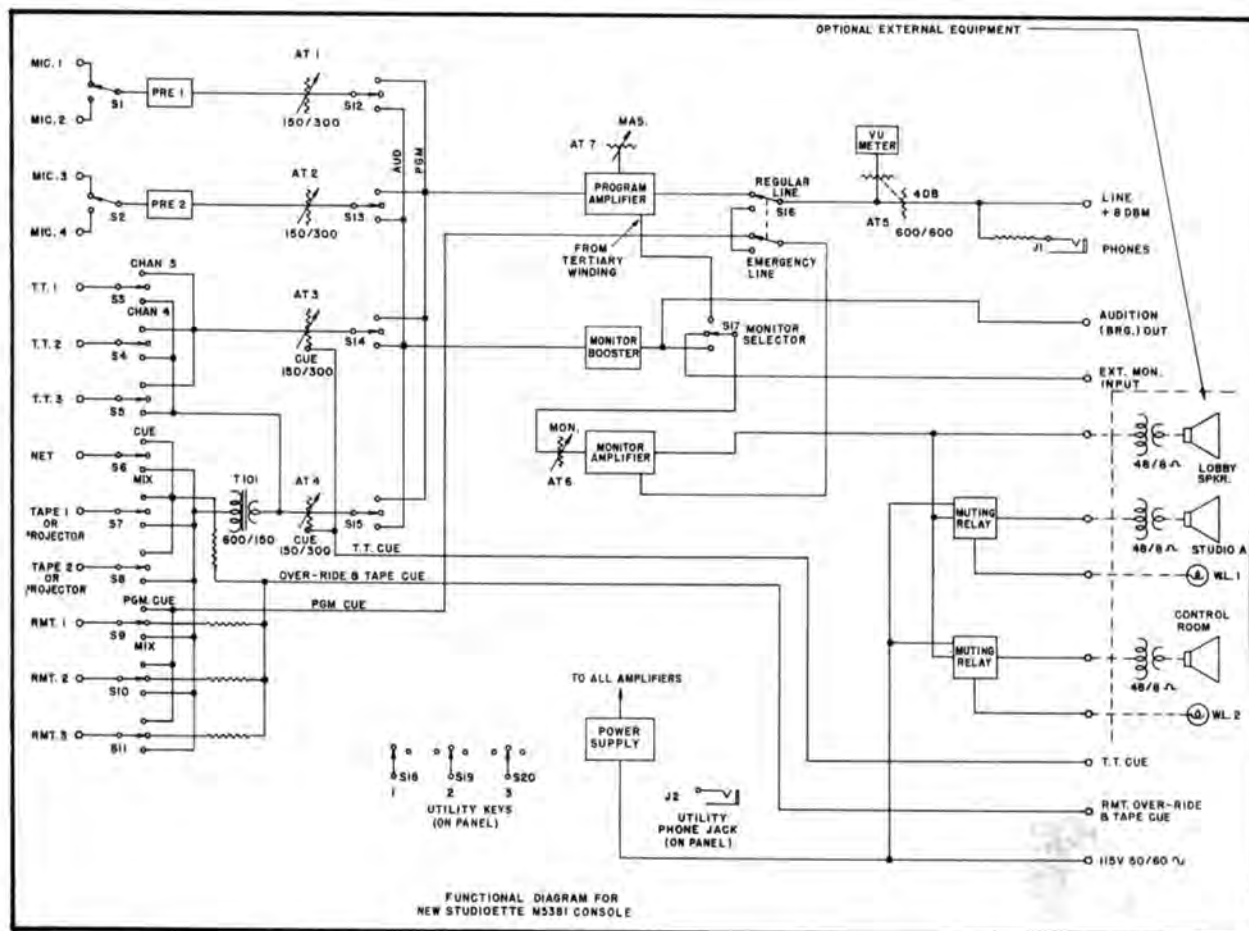 OPTIONAL EXTERNAL EQUIPMENT
MIC. 1
MIC. 2
S1
PRE 1
AT 1
150/300
S12
AUD
PGM
MIC. 3
MIC. 4
S2
PRE 2
AT 2
150/300
S13
AT 7
MAS.
PROGRAM
AMPLIFIER
FROM
TERTIARY
WINDING
REGULAR
LINE
S16
EMERGENCY
LINE
VU
METER
4DB
AT5
600/600
LINE
+8 DBM
J1
PHONES
T.T. 1
CHAN 3
S3
CHAN 4
T.T. 2
S4
T.T. 3
S5
AT 3
CUE
150/300
S14
MONITOR
BOOSTER
S17
MONITOR
SELECTOR
AUDITION
(BRG.) OUT
EXT. MON.
INPUT
NET
CUE
S6
MIX
TAPE 1
OR
PROJECTOR
S7
TAPE 2
OR
PROJECTOR
S8
T101
600/150
AT 4
CUE
150/300
S15
T.T. CUE
OVER-RIDE & TAPE CUE
PGM CUE
MON.
AT 6
MONITOR
AMPLIFIER
48/8 Ω
LOBBY
SPKR.
MUTING
RELAY
48/8 Ω
STUDIO A
WL. 1
PGM CUE
RMT. 1
S9
MIX
RMT. 2
S10
RMT. 3
S11
MUTING
RELAY
CONTROL
ROOM
48/8 Ω
WL. 2
TO ALL AMPLIFIERS
POWER
SUPPLY
S18 S19 S20
1 2 3
UTILITY KEYS
(ON PANEL)
J2
UTILITY
PHONE JACK
(ON PANEL)
T.T. CUE
RMT. OVER-RIDE
& TAPE CUE
115V 50/60 ~
FUNCTIONAL DIAGRAM FOR
NEW STUDIOETTE M5381 CONSOLE